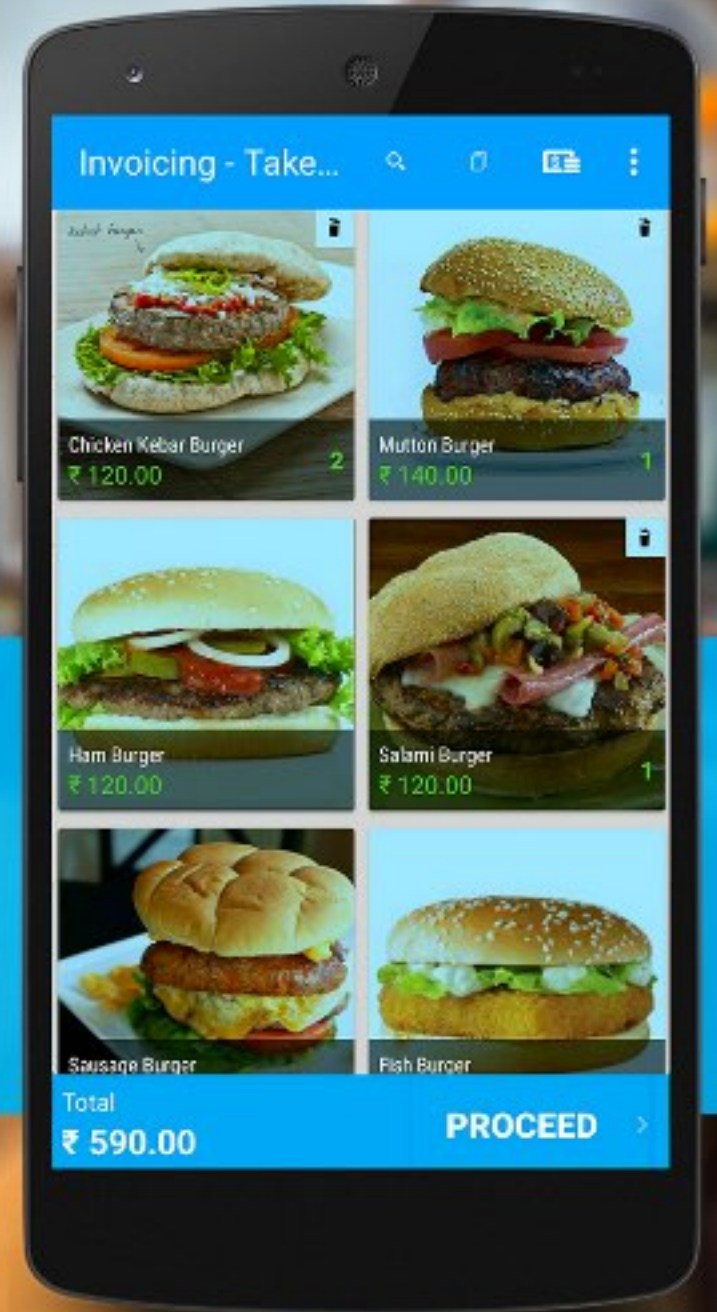 Invoicing - Take...
Chicken Kebar Burger
₹ 120.00
2
Mutton Burger
₹ 140.00
1
Ham Burger
₹ 120.00
Salami Burger
₹ 120.00
1
Sausage Burger
Fish Burger
Total
₹ 590.00
PROCEED